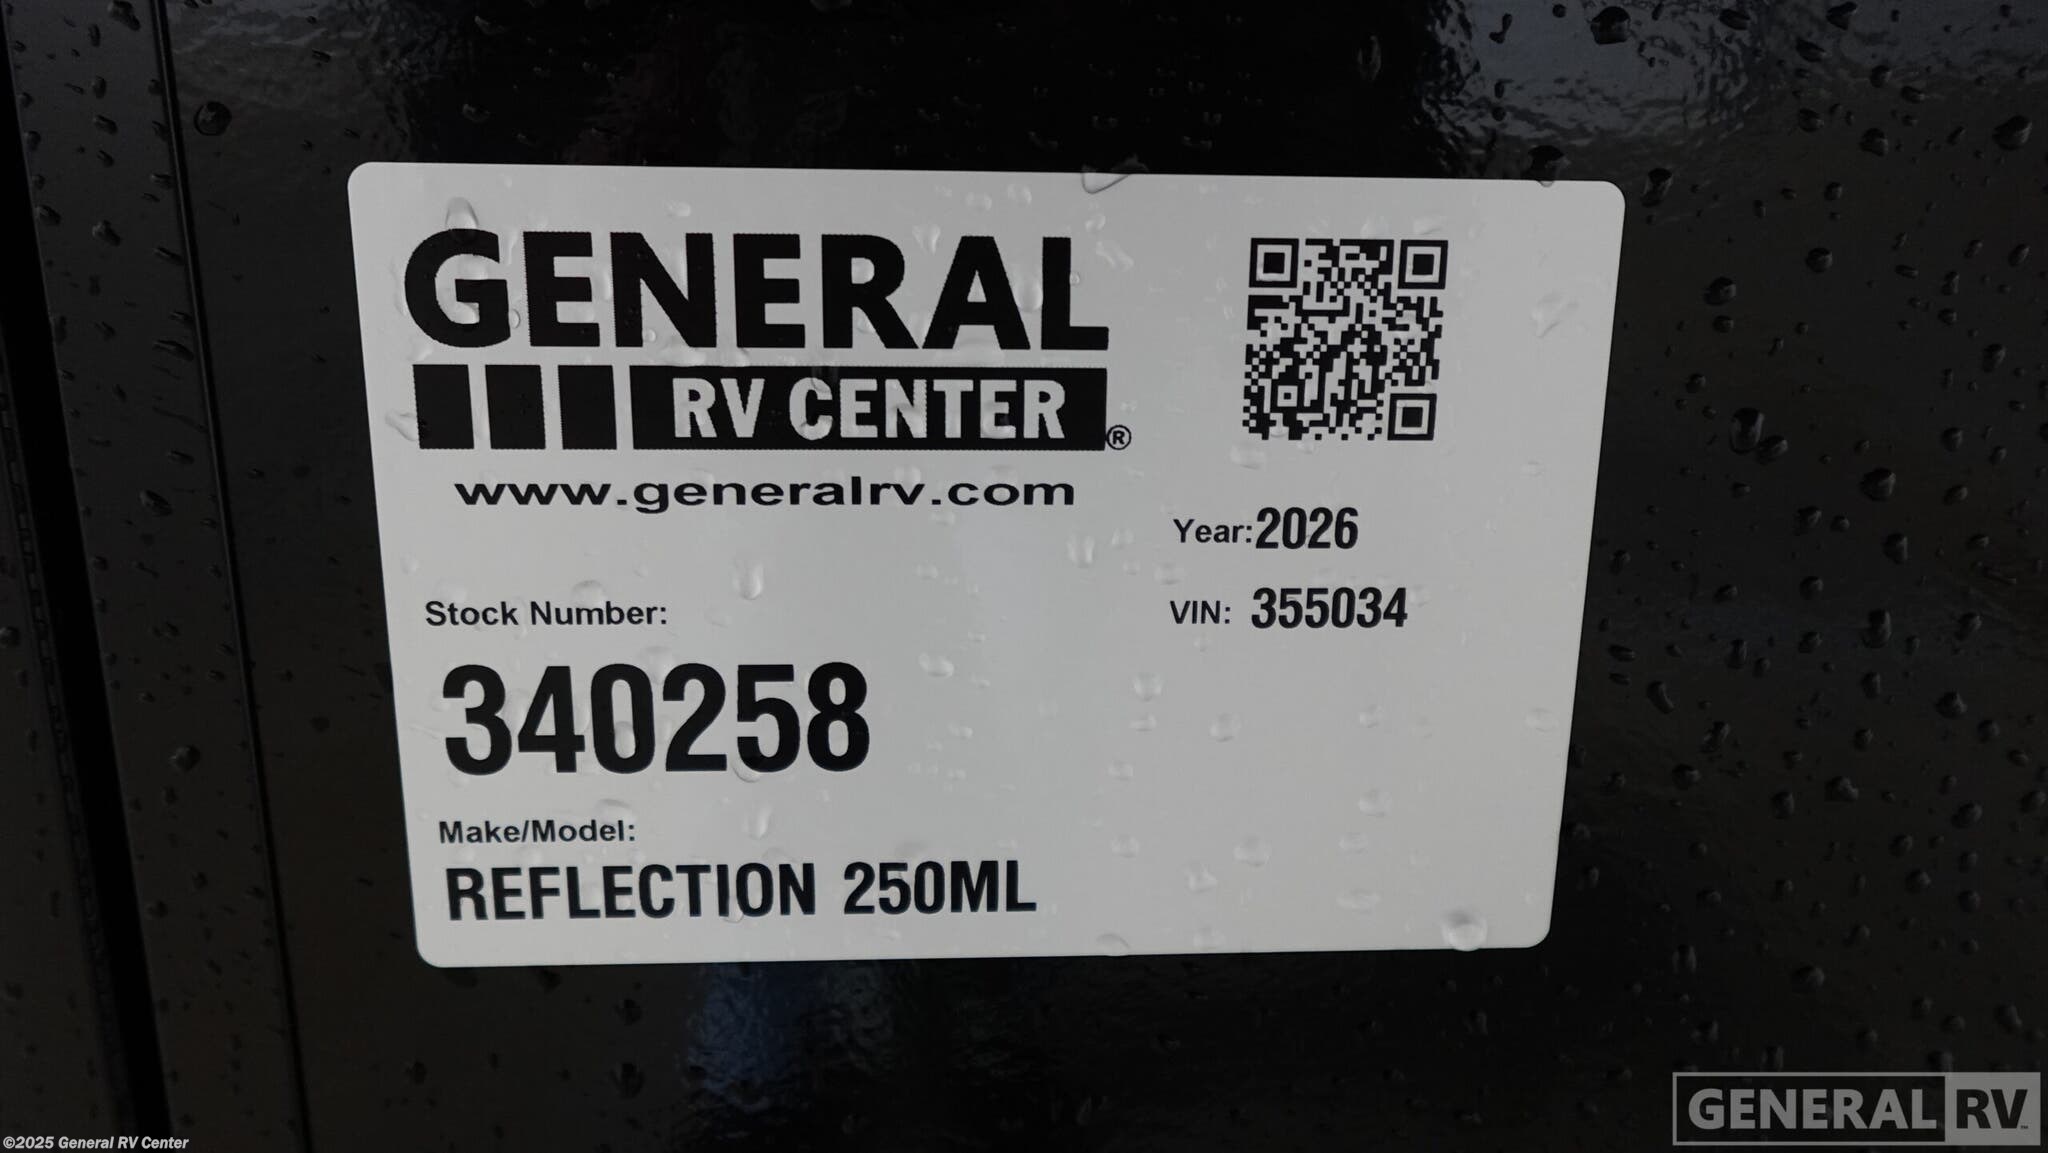 GENERAL
RV CENTER®
www.generalrv.com
Year:2026
VIN: 355034
Stock Number:
340258
Make/Model:
REFLECTION 250ML
©2025 General RV Center
GENERAL RV™